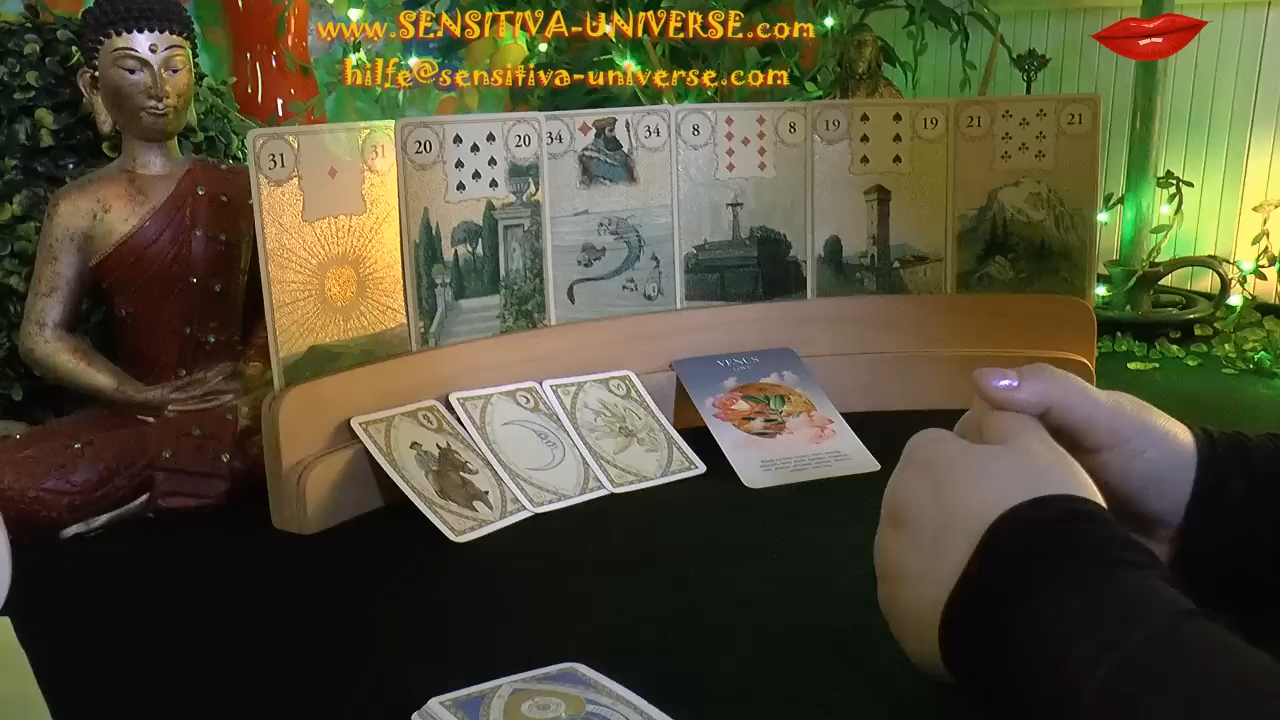 www.SENSITIVA-UNIVERSE.com
hilfe@sensitiva-universe.com
31 31
20 20
34 34
8 8
19 19
21 21
VENUS
LOVE